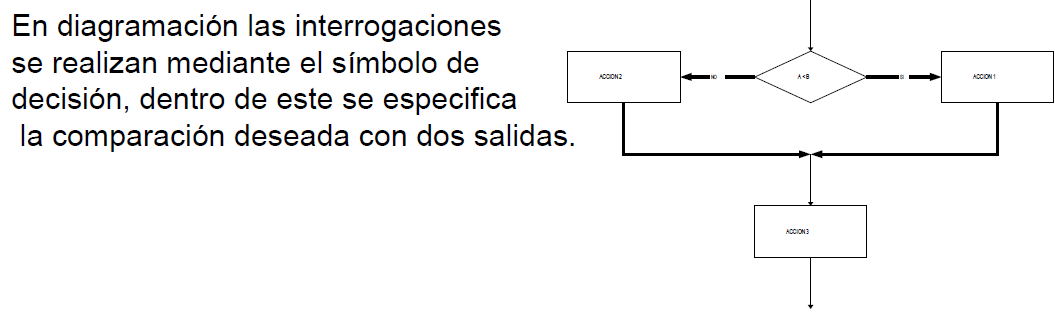 En diagramación las interrogaciones
se realizan mediante el símbolo de
decisión, dentro de este se especifica
la comparación deseada con dos salidas.
ACCION 2
NO
A < B
SI
ACCION 1
ACCION 3